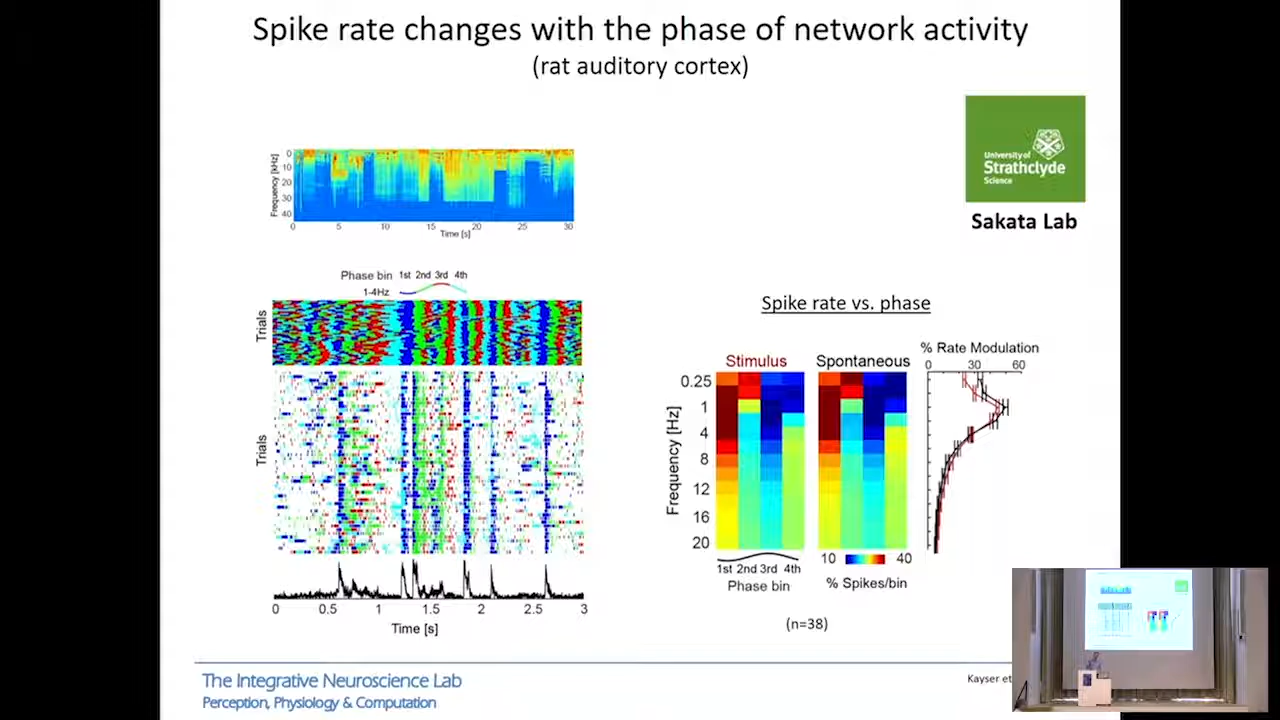 Spike rate changes with the phase of network activity
(rat auditory cortex)
University of
Strathclyde
Science
Sakata Lab
Frequency [kHz]
0
10
20
30
40
0 5 10 15 20 25 30
Time [s]
Phase bin 1st 2nd 3rd 4th
1-4Hz
Trials
Trials
0 0.5 1 1.5 2 2.5 3
Time [s]
Spike rate vs. phase
Stimulus Spontaneous
% Rate Modulation
0 30 60
Frequency [Hz]
0.25
1
4
8
12
16
20
1st 2nd 3rd 4th
Phase bin
10 40
% Spikes/bin
(n=38)
The Integrative Neuroscience Lab
Perception, Physiology & Computation
Kayser et